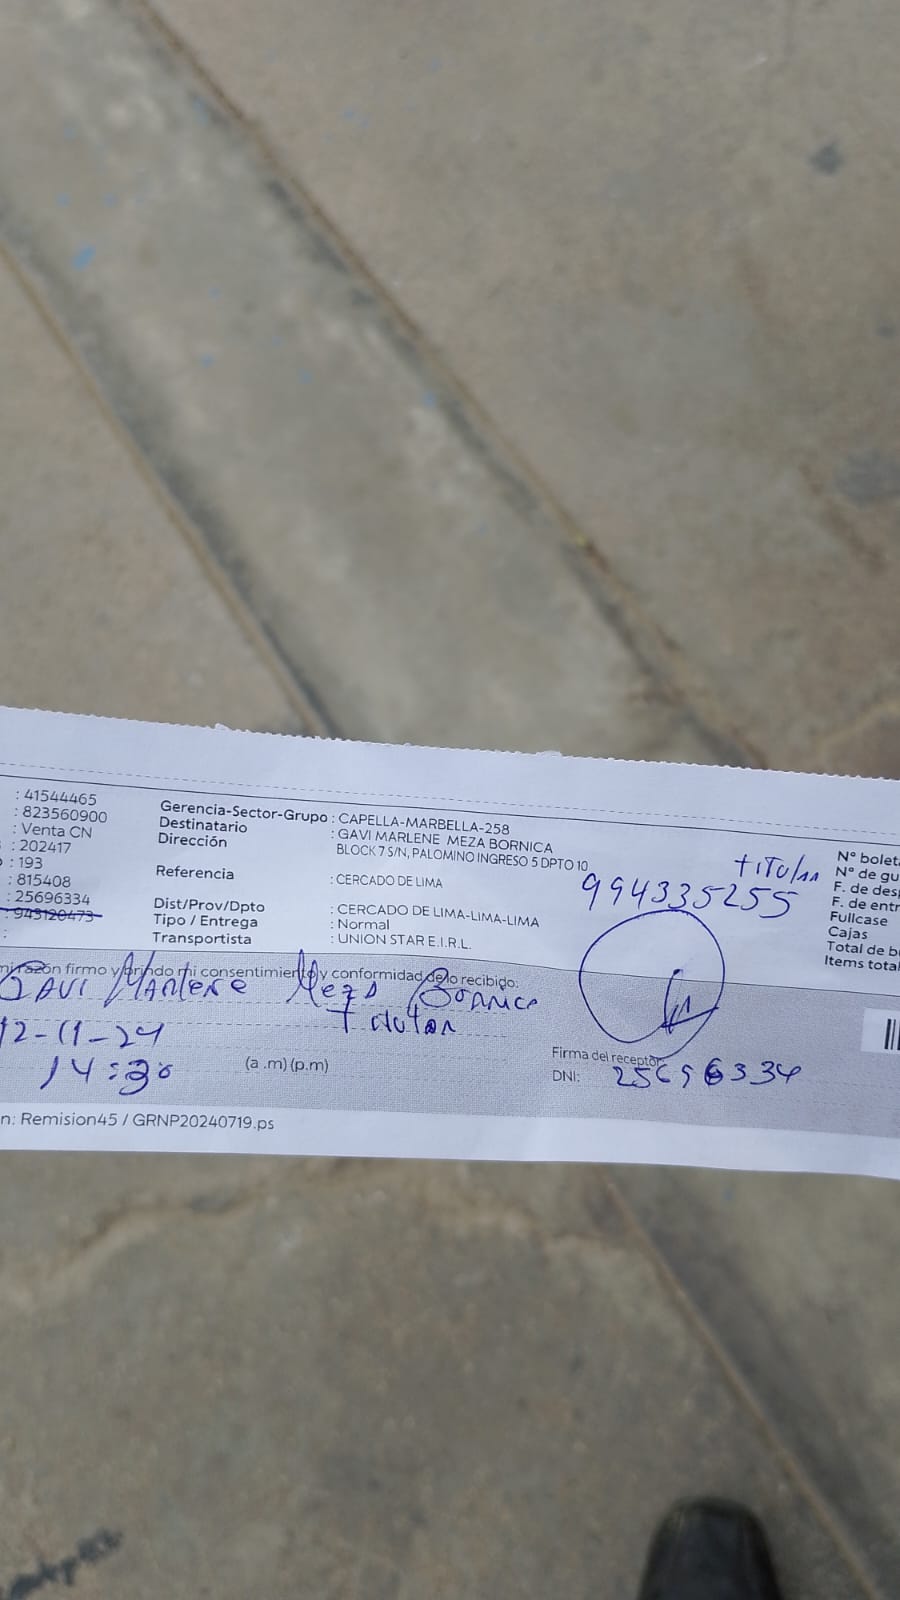 : 41544465
: 823560900
: Venta CN
: 202417
: 193
: 815408
: 25696334
: 943120473
:
Gerencia-Sector-Grupo : CAPELLA-MARBELLA-258
Destinatario : GAVI MARLENE MEZA BORNICA
Dirección BLOCK 7 S/N, PALOMINO INGRESO 5 DPTO 10
Referencia : CERCADO DE LIMA
Dist/Prov/Dpto : CERCADO DE LIMA-LIMA-LIMA
Tipo / Entrega : Normal
Transportista : UNION STAR E.I.R.L.
titular
994335255
Nº boleta
Nº de gu
F. de des
F. de entr
Fullcase
Cajas
Total de bu
Items total
mi razón firmo y brindo mi consentimiento y conformidad de lo recibido.
Gavi Marlene Meza Bornica
Titular
12-11-24
14:30 (a.m)(p.m)
Firma del receptor:
DNI: 25696334
n: Remision45 / GRNP20240719.ps